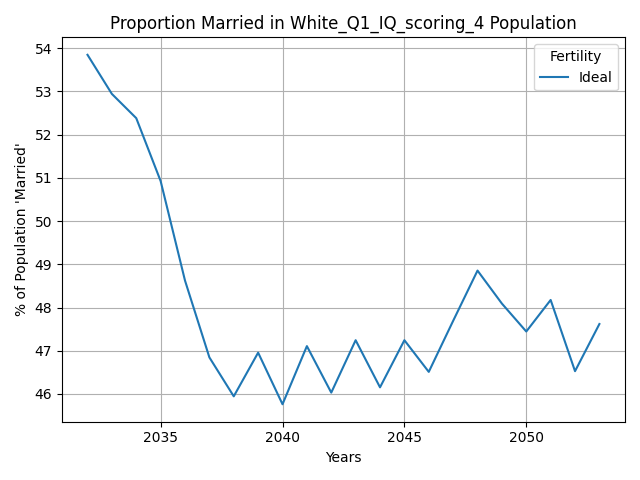 Proportion Married in White_Q1_IQ_scoring_4 Population
Fertility
Ideal
% of Population 'Married'
54
53
52
51
50
49
48
47
46
2035
2040
2045
2050
Years